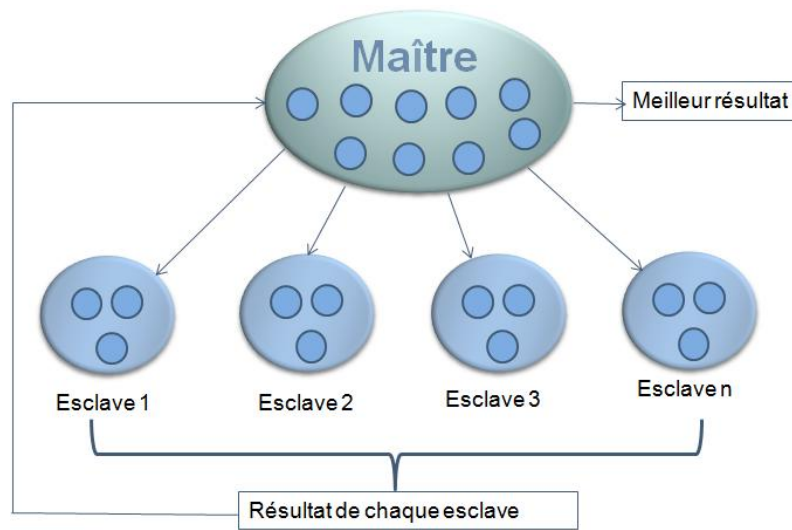 Maître
Meilleur résultat
Esclave 1
Esclave 2
Esclave 3
Esclave n
Résultat de chaque esclave